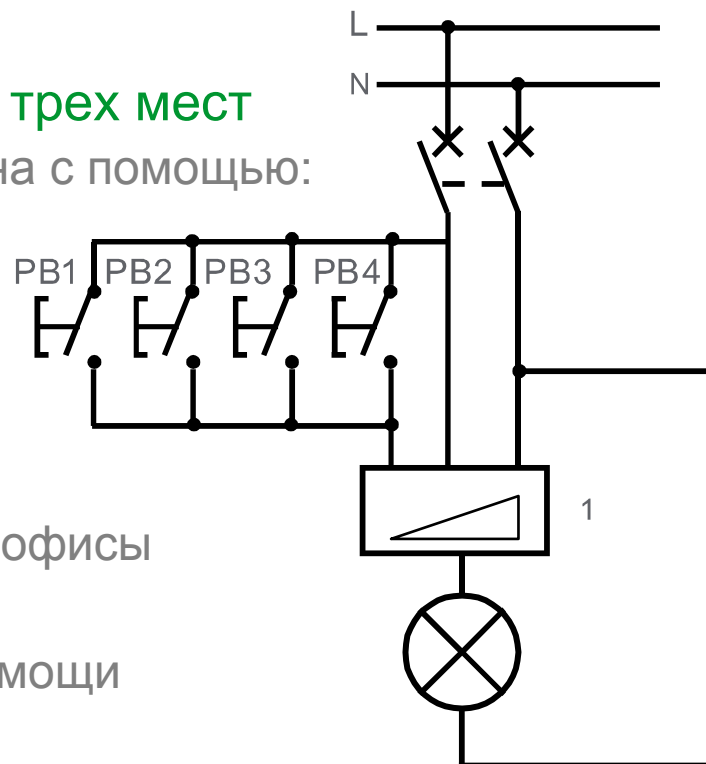 L
N
трех мест
на с помощью:
PB1 PB2 PB3 PB4
1
офисы
мощи